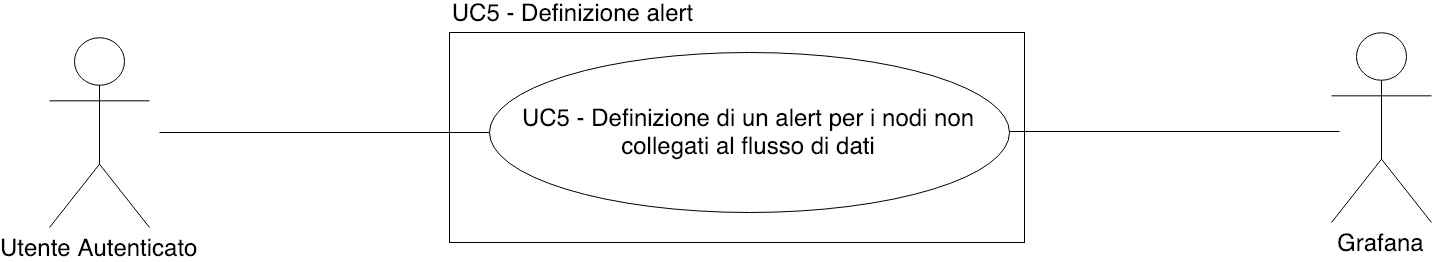 UC5 - Definizione alert
UC5 - Definizione di un alert per i nodi non
collegati al flusso di dati
Utente Autenticato
Grafana